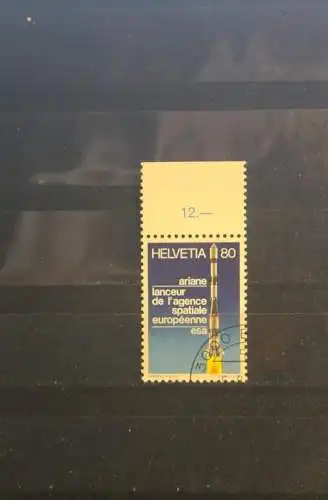 12.—
HELVETIA 80
ariane
lanceur
de l'agence
spatiale
européenne
esa